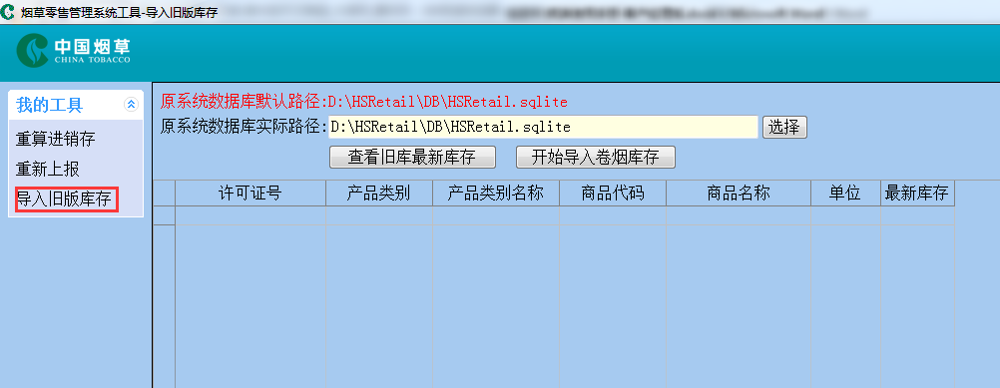 烟草零售管理系统工具-导入旧版库存
中国烟草
CHINA TOBACCO
我的工具
重算进销存
重新上报
导入旧版库存
原系统数据库默认路径:D:\HSRetail\DB\HSRetail.sqlite
原系统数据库实际路径:D:\HSRetail\DB\HSRetail.sqlite 选择
查看旧库最新库存 开始导入卷烟库存
许可证号 产品类别 产品类别名称 商品代码 商品名称 单位 最新库存